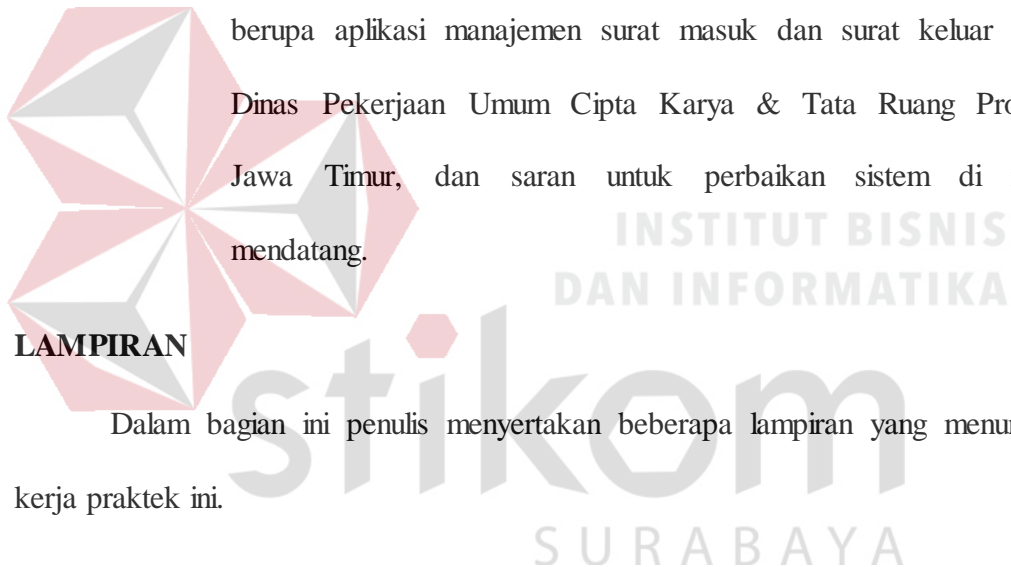 berupa aplikasi manajemen surat masuk dan surat keluar
Dinas Pekerjaan Umum Cipta Karya & Tata Ruang
Jawa Timur, dan saran untuk perbaikan sistem di
mendatang.
INSTITUT BISNIS
DAN INFORMATIKA
LAMPIRAN
stikom
Dalam bagian ini penulis menyertakan beberapa lampiran yang
kerja praktek ini.
SURABAYA